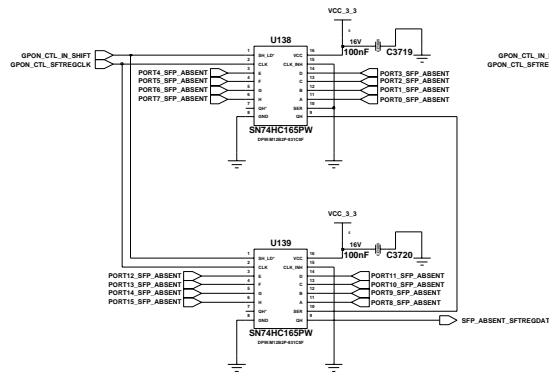 VCC_3_3
U138
16V
100nF C3719
GPON_CTL_IN_SHIFT
GPON_CTL_SFTREGCLK
1 SH_LD* VCC 16
2 CLK CLK_INH 15
PORT4_SFP_ABSENT 3 E D 14 PORT3_SFP_ABSENT
PORT5_SFP_ABSENT 4 F C 13 PORT2_SFP_ABSENT
PORT6_SFP_ABSENT 5 G B 12 PORT1_SFP_ABSENT
PORT7_SFP_ABSENT 6 H A 11 PORT0_SFP_ABSENT
7 QH* SER 10
8 GND QH 9
SN74HC165PW
GPON_CTL_IN_
GPON_CTL_SFTRE
VCC_3_3
U139
16V
100nF C3720
1 SH_LD* VCC 16
2 CLK CLK_INH 15
PORT12_SFP_ABSENT 3 E D 14 PORT11_SFP_ABSENT
PORT13_SFP_ABSENT 4 F C 13 PORT10_SFP_ABSENT
PORT14_SFP_ABSENT 5 G B 12 PORT9_SFP_ABSENT
PORT15_SFP_ABSENT 6 H A 11 PORT8_SFP_ABSENT
7 QH* SER 10
8 GND QH 9
SFP_ABSENT_SFTREGDAT
SN74HC165PW